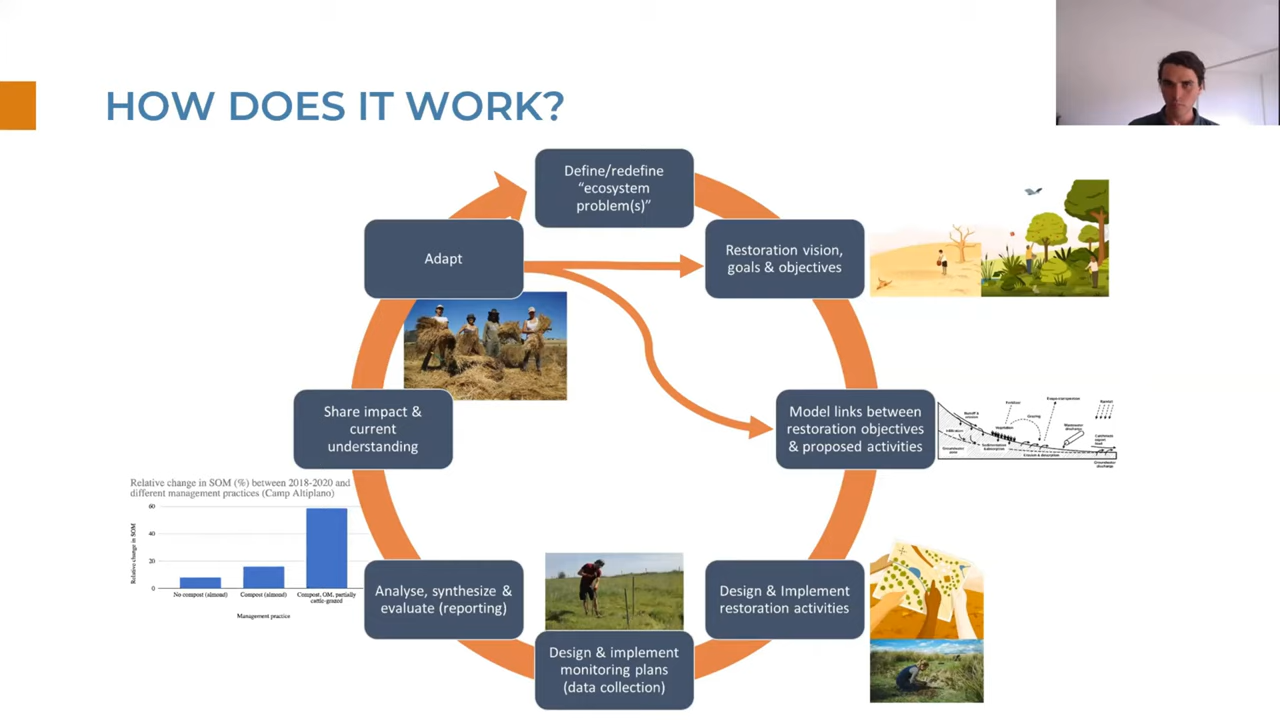 HOW DOES IT WORK?
Define/redefine
“ecosystem
problem(s)”
Restoration vision,
goals & objectives
Model links between
restoration objectives
& proposed activities
Rainfall
Grazing
Design & Implement
restoration activities
Design & implement
monitoring plans
(data collection)
Analyse, synthesize &
evaluate (reporting)
Share impact &
current
understanding
Adapt
Relative change in SOM (%) between 2018-2020 and
different management practices (Camp Altiplano)
Relative change in SOM
60
40
20
0
No compost (almond)
Compost (almond)
Compost, OM, partially
cattle-grazed
Management practice